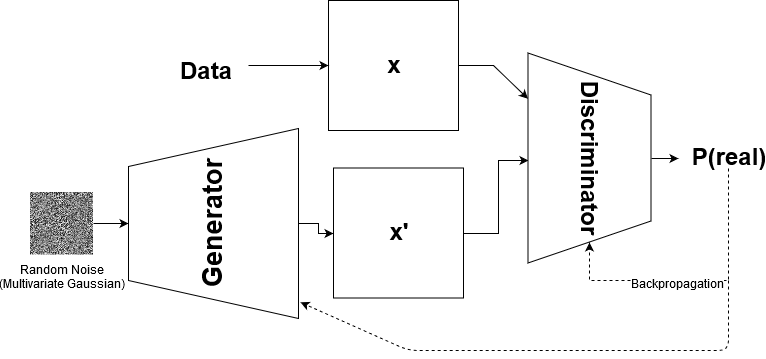 Data
x
Discriminator
P(real)
Generator
x'
Random Noise
(Multivariate Gaussian)
Backpropagation